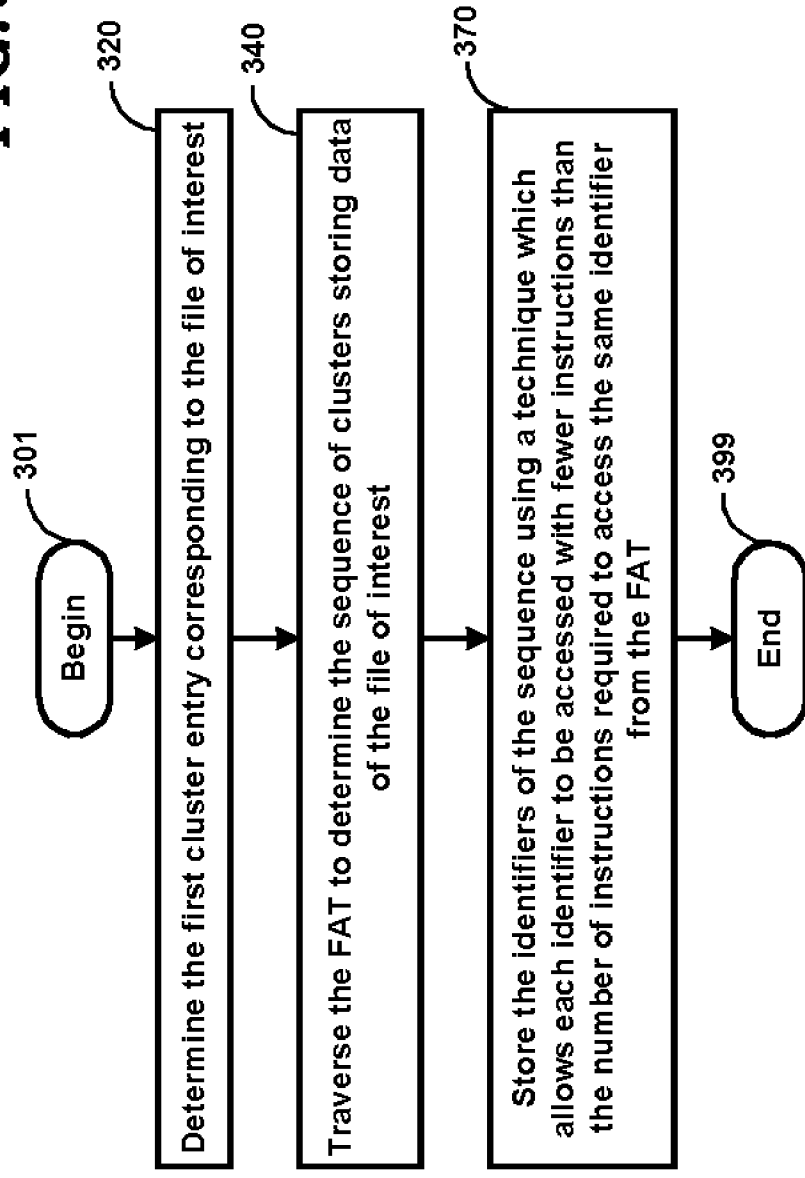 301
Begin
320
Determine the first cluster entry corresponding to the file of interest
340
Traverse the FAT to determine the sequence of clusters storing data
of the file of interest
370
Store the identifiers of the sequence using a technique which
allows each identifier to be accessed with fewer instructions than
the number of instructions required to access the same identifier
from the FAT
399
End